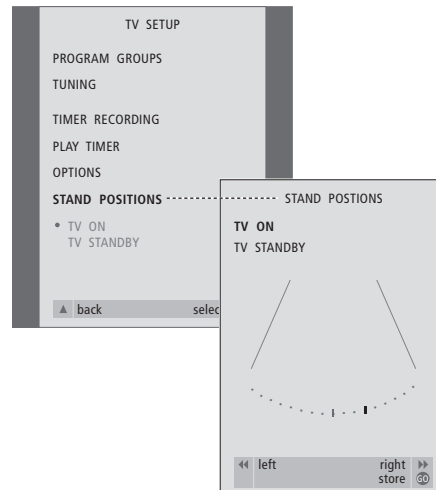 TV SETUP
PROGRAM GROUPS
TUNING
TIMER RECORDING
PLAY TIMER
OPTIONS
STAND POSITIONS
• TV ON
TV STANDBY
▲ back selec
STAND POSTIONS
TV ON
TV STANDBY
left right
store GO